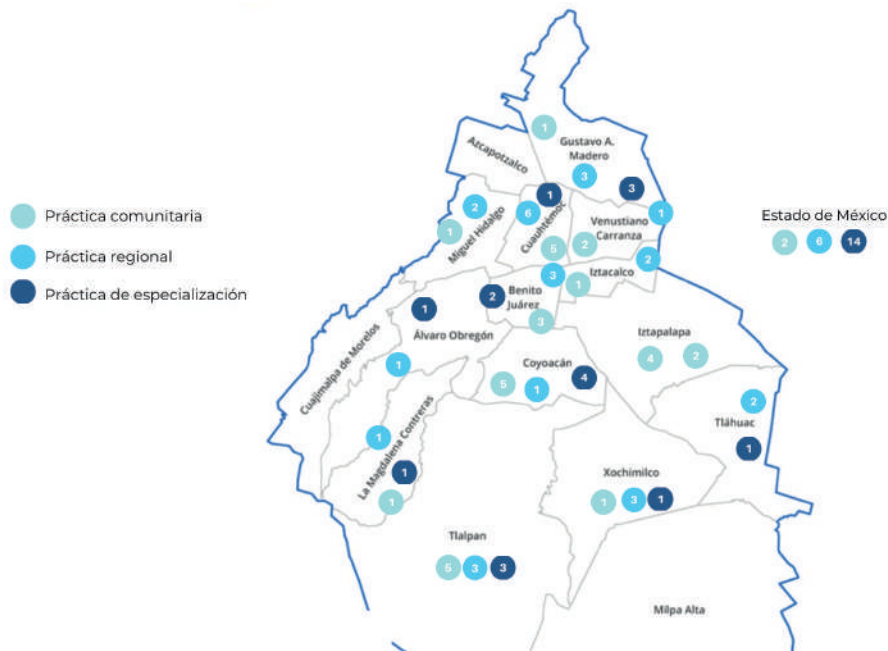 Práctica comunitaria
Práctica regional
Práctica de especialización
Azcapotzalco
1
Gustavo A.
Madero
3
3
2
1
Miguel Hidalgo
1
6
Cuauhtémoc
5
Venustiano
Carranza
2
1
Estado de México
2 6 14
Iztacalco
1
2
3
2
Benito
Juárez
3
1
Álvaro Obregón
Cuajimalpa de Morelos
1
Iztapalapa
4 2
Coyoacán
5 1 4
2
Tláhuac
1
1
La Magdalena Contreras
1
1
Xochimilco
1 3 1
Tlalpan
5 3 3
Milpa Alta